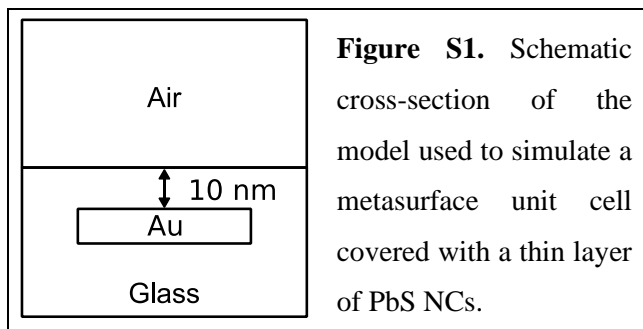 Air
10 nm
Au
Glass
Figure S1. Schematic
cross-section of the
model used to simulate a
metasurface unit cell
covered with a thin layer
of PbS NCs.